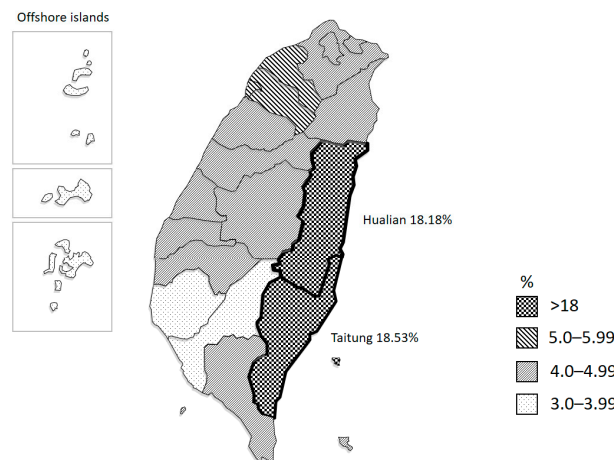 Offshore islands
Hualian 18.18%
Taitung 18.53%
%
>18
5.0–5.99
4.0–4.99
3.0–3.99